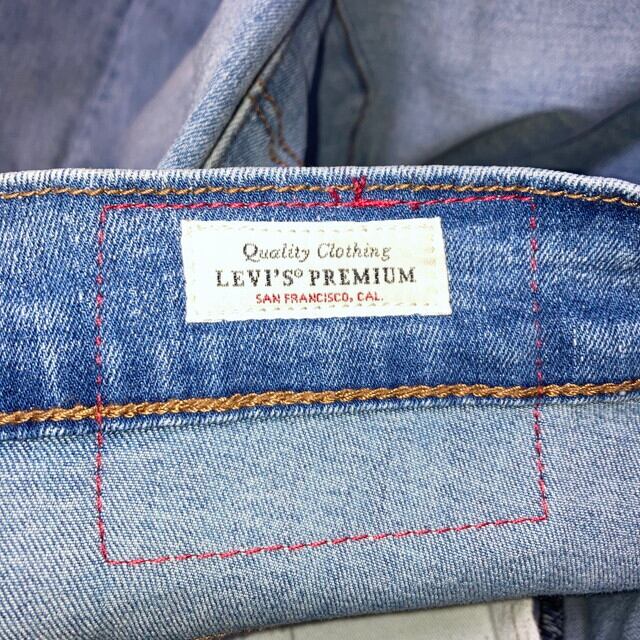 Quality Clothing
LEVI'S® PREMIUM
SAN FRANCISCO, CAL.